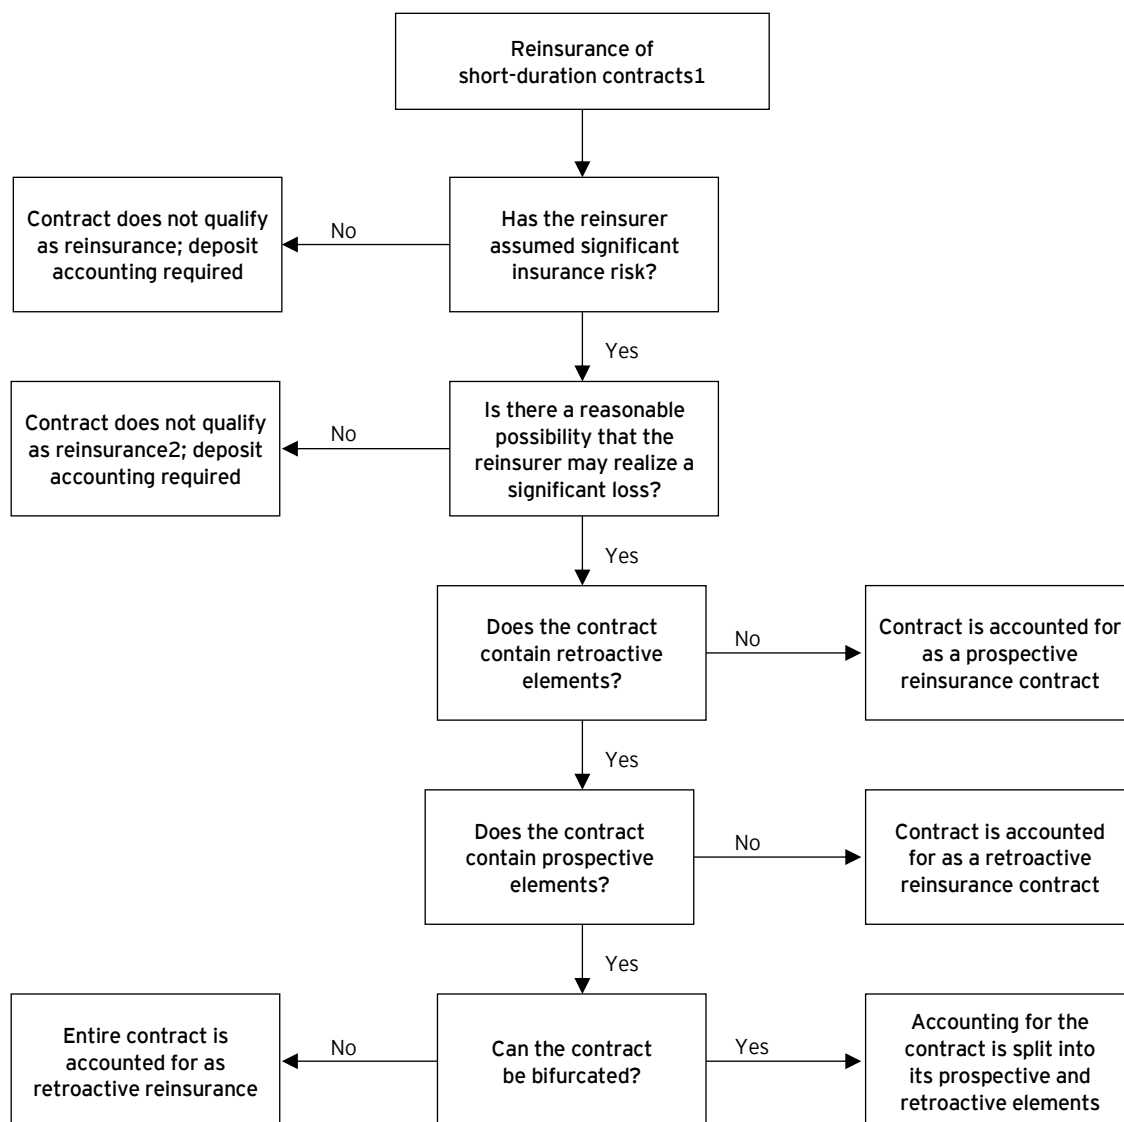 Reinsurance of
short-duration contracts1
Contract does not qualify
as reinsurance; deposit
accounting required
No
Has the reinsurer
assumed significant
insurance risk?
Yes
Contract does not qualify
as reinsurance2; deposit
accounting required
No
Is there a reasonable
possibility that the
reinsurer may realize a
significant loss?
Yes
Does the contract
contain retroactive
elements?
No
Contract is accounted for
as a prospective
reinsurance contract
Yes
Does the contract
contain prospective
elements?
No
Contract is accounted
for as a retroactive
reinsurance contract
Yes
Entire contract is
accounted for as
retroactive reinsurance
No
Can the contract
be bifurcated?
Yes
Accounting for the
contract is split into
its prospective and
retroactive elements